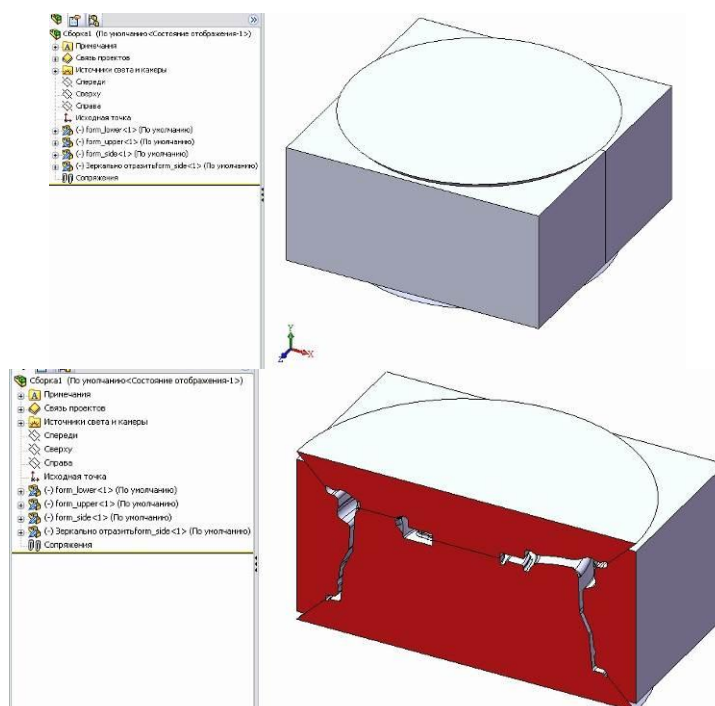 Сборка1 (По умолчанию<Состояние отображения-1>)
Примечания
Связь проектов
Источники света и камеры
Спереди
Сверху
Справа
Исходная точка
(-) form_lower<1> (По умолчанию)
(-) form_upper<1> (По умолчанию)
(-) form_side<1> (По умолчанию)
(-) Зеркально отразитьform_side<1> (По умолчанию)
Сопряжения
Y
Z
X
Сборка1 (По умолчанию<Состояние отображения-1>)
Примечания
Связь проектов
Источники света и камеры
Спереди
Сверху
Справа
Исходная точка
(-) form_lower<1> (По умолчанию)
(-) form_upper<1> (По умолчанию)
(-) form_side<1> (По умолчанию)
(-) Зеркально отразитьform_side<1> (По умолчанию)
Сопряжения